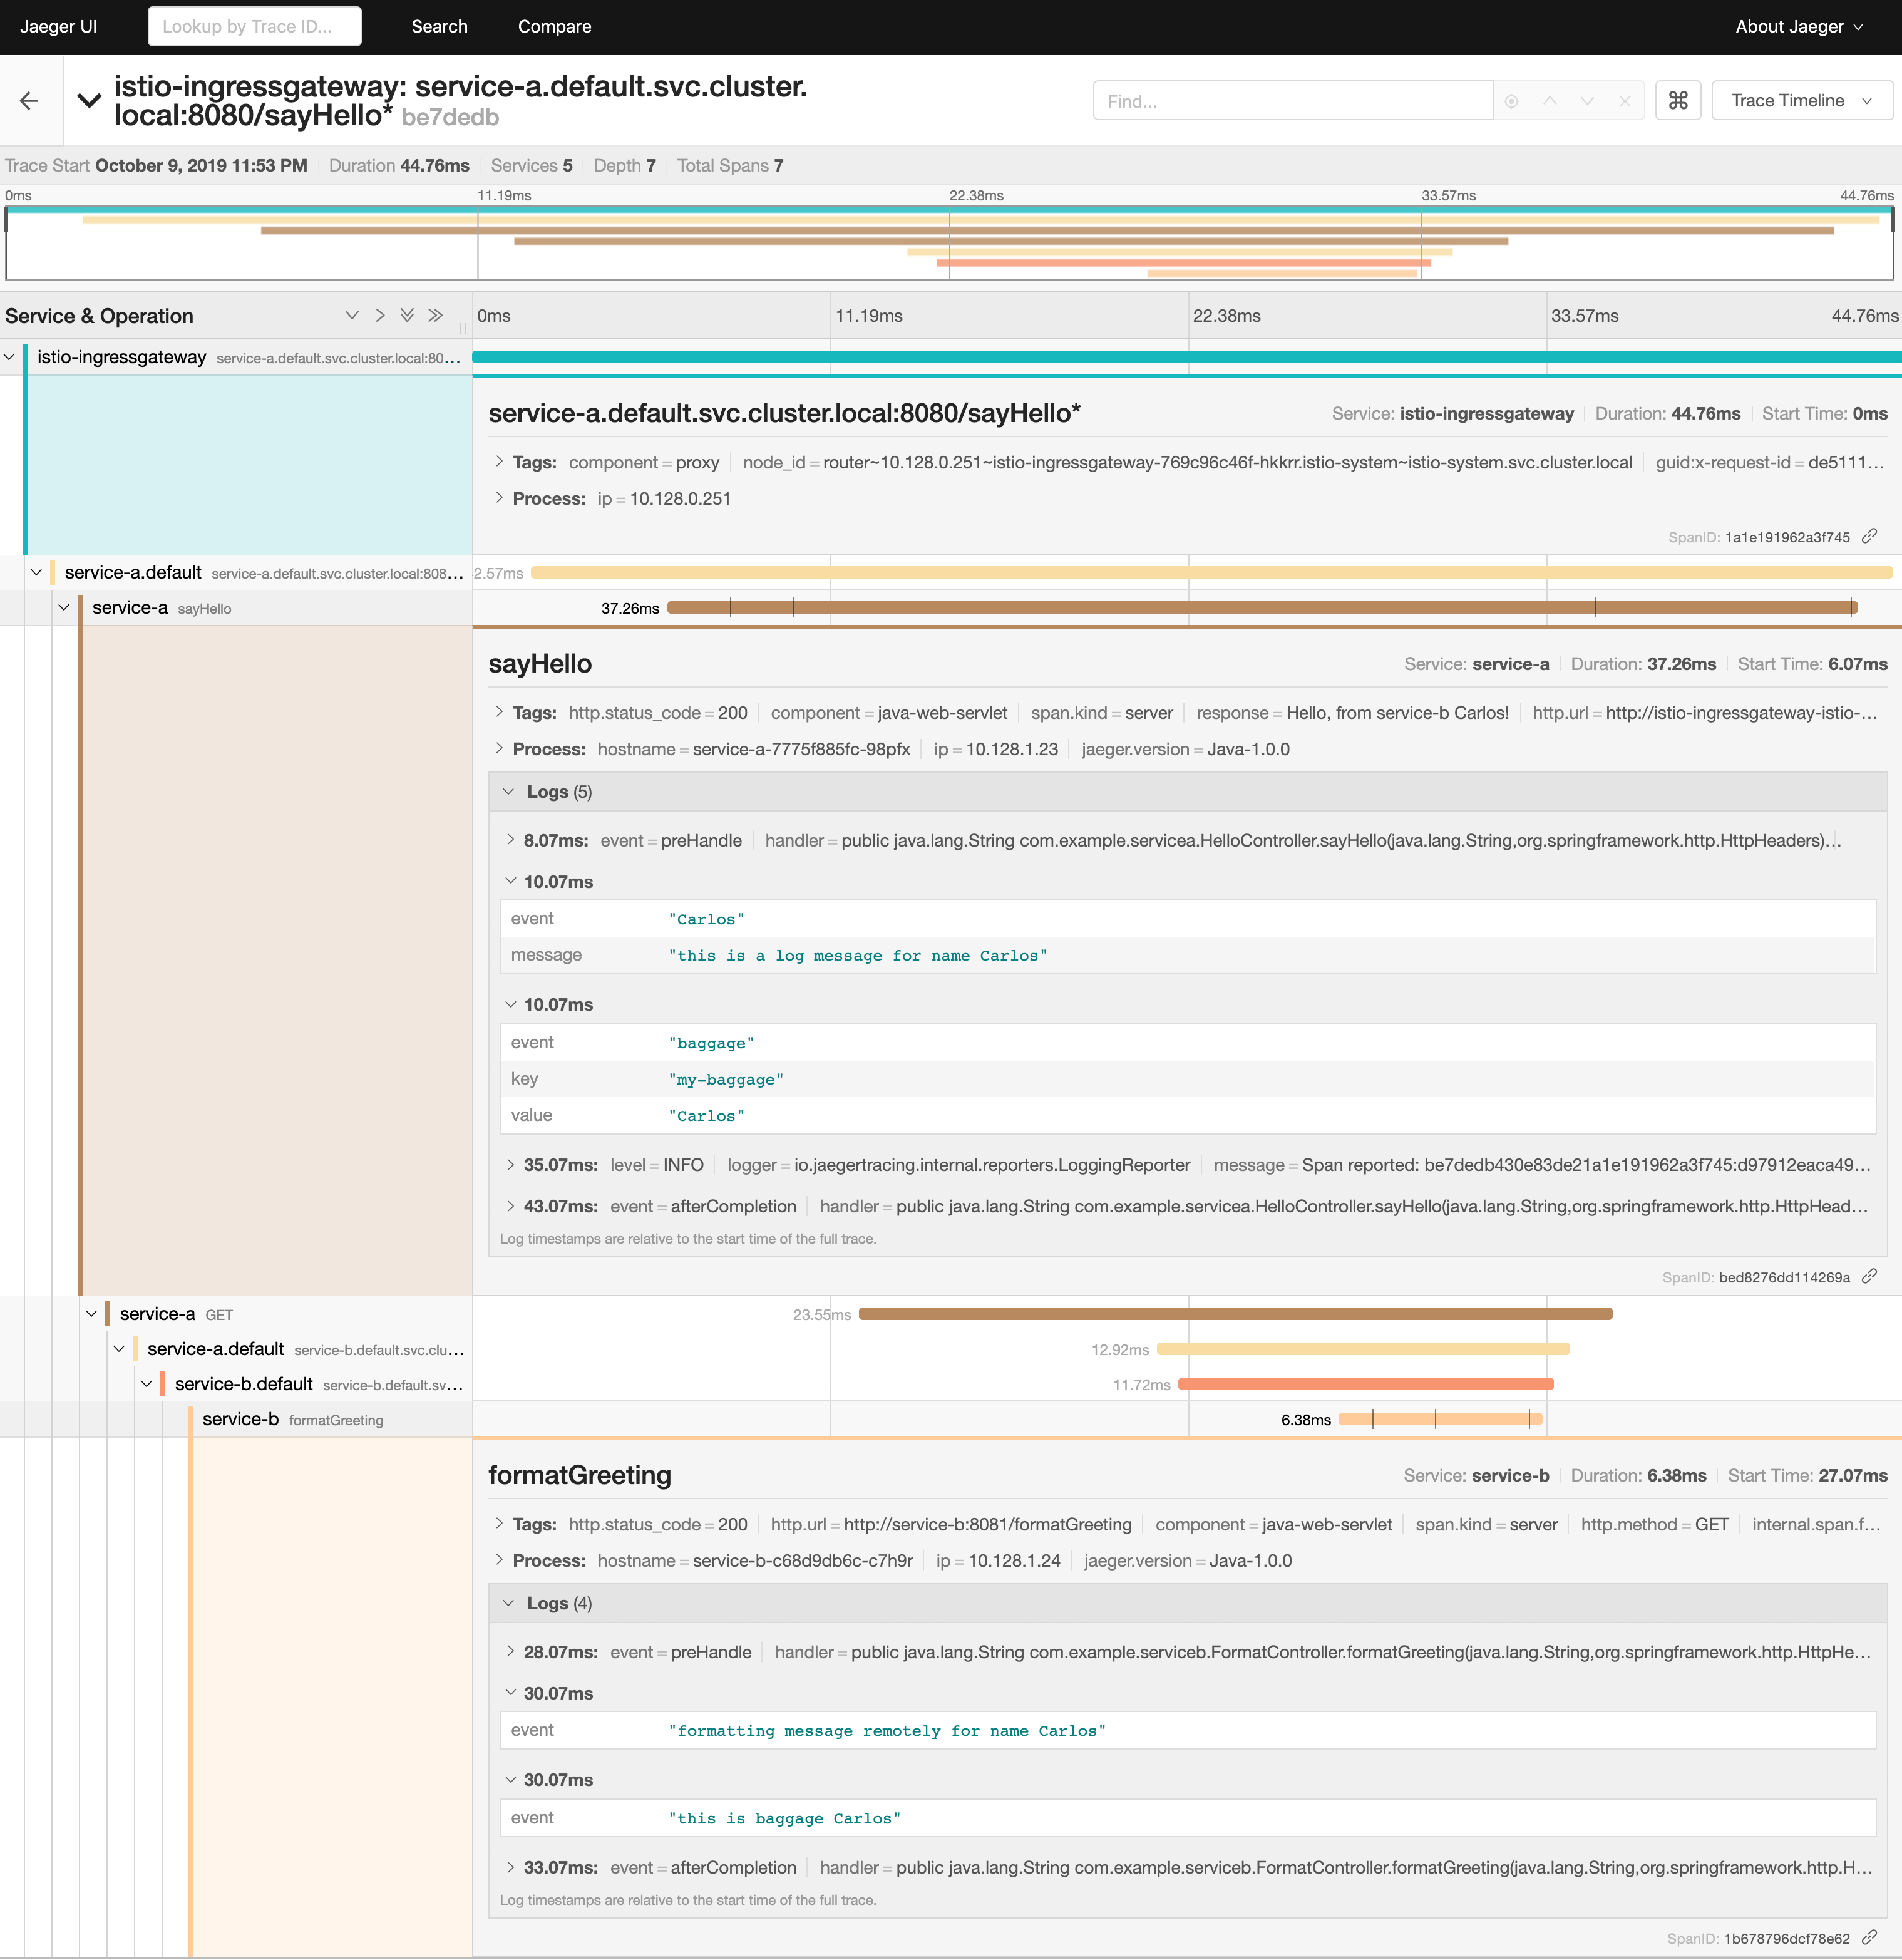 Jaeger UI Lookup by Trace ID... Search Compare About Jaeger
istio-ingressgateway: service-a.default.svc.cluster.
local:8080/sayHello* be7dedb
Find... ⌘ Trace Timeline
Trace Start October 9, 2019 11:53 PM Duration 44.76ms Services 5 Depth 7 Total Spans 7
0ms 11.19ms 22.38ms 33.57ms 44.76ms
Service & Operation 0ms 11.19ms 22.38ms 33.57ms 44.76ms
istio-ingressgateway service-a.default.svc.cluster.local:80...
service-a.default.svc.cluster.local:8080/sayHello* Service: istio-ingressgateway Duration: 44.76ms Start Time: 0ms
Tags: component = proxy node_id = router~10.128.0.251~istio-ingressgateway-769c96c46f-hkkrr.istio-system~istio-system.svc.cluster.local guid:x-request-id = de5111...
Process: ip = 10.128.0.251
SpanID: 1a1e191962a3f745
service-a.default service-a.default.svc.cluster.local:808... 2.57ms
service-a sayHello 37.26ms
sayHello Service: service-a Duration: 37.26ms Start Time: 6.07ms
Tags: http.status_code = 200 component = java-web-servlet span.kind = server response = Hello, from service-b Carlos! http.url = http://istio-ingressgateway-istio-...
Process: hostname = service-a-7775f885fc-98pfx ip = 10.128.1.23 jaeger.version = Java-1.0.0
Logs (5)
8.07ms: event = preHandle handler = public java.lang.String com.example.servicea.HelloController.sayHello(java.lang.String,org.springframework.http.HttpHeaders)...
10.07ms
event "Carlos"
message "this is a log message for name Carlos"
10.07ms
event "baggage"
key "my-baggage"
value "Carlos"
35.07ms: level = INFO logger = io.jaegertracing.internal.reporters.LoggingReporter message = Span reported: be7dedb430e83de21a1e191962a3f745:d97912eaca49...
43.07ms: event = afterCompletion handler = public java.lang.String com.example.servicea.HelloController.sayHello(java.lang.String,org.springframework.http.HttpHead...
Log timestamps are relative to the start time of the full trace.
SpanID: bed8276dd114269a
service-a GET 23.55ms
service-a.default service-b.default.svc.clu... 12.92ms
service-b.default service-b.default.sv... 11.72ms
service-b formatGreeting 6.38ms
formatGreeting Service: service-b Duration: 6.38ms Start Time: 27.07ms
Tags: http.status_code = 200 http.url = http://service-b:8081/formatGreeting component = java-web-servlet span.kind = server http.method = GET internal.span.f...
Process: hostname = service-b-c68d9db6c-c7h9r ip = 10.128.1.24 jaeger.version = Java-1.0.0
Logs (4)
28.07ms: event = preHandle handler = public java.lang.String com.example.serviceb.FormatController.formatGreeting(java.lang.String,org.springframework.http.HttpHe...
30.07ms
event "formatting message remotely for name Carlos"
30.07ms
event "this is baggage Carlos"
33.07ms: event = afterCompletion handler = public java.lang.String com.example.serviceb.FormatController.formatGreeting(java.lang.String,org.springframework.http.H...
Log timestamps are relative to the start time of the full trace.
SpanID: 1b678796dcf78e62